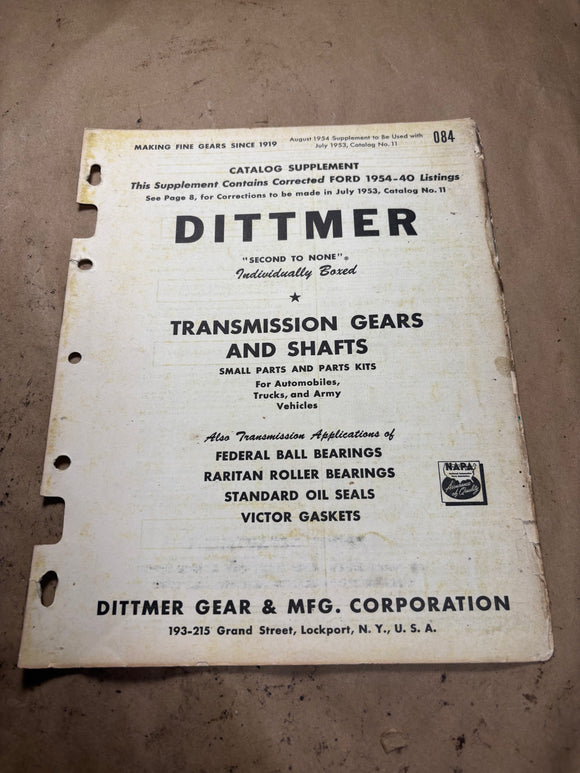 MAKING FINE GEARS SINCE 1919
August 1954 Supplement to Be Used with
July 1953, Catalog No. 11
084
CATALOG SUPPLEMENT
This Supplement Contains Corrected FORD 1954-40 Listings
See Page 8, for Corrections to be made in July 1953, Catalog No. 11
DITTMER
"SECOND TO NONE"®
Individually Boxed
★
TRANSMISSION GEARS
AND SHAFTS
SMALL PARTS AND PARTS KITS
For Automobiles,
Trucks, and Army
Vehicles
Also Transmission Applications of
FEDERAL BALL BEARINGS
RARITAN ROLLER BEARINGS
STANDARD OIL SEALS
VICTOR GASKETS
N.A.P.A.
Assurance
of Quality
DITTMER GEAR & MFG. CORPORATION
193-215 Grand Street, Lockport, N. Y., U. S. A.